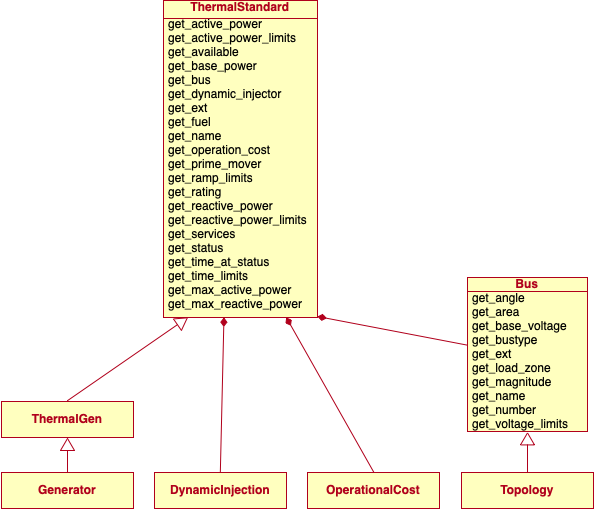 ThermalStandard
get_active_power
get_active_power_limits
get_available
get_base_power
get_bus
get_dynamic_injector
get_ext
get_fuel
get_name
get_operation_cost
get_prime_mover
get_ramp_limits
get_rating
get_reactive_power
get_reactive_power_limits
get_services
get_status
get_time_at_status
get_time_limits
get_max_active_power
get_max_reactive_power
Bus
get_angle
get_area
get_base_voltage
get_bustype
get_ext
get_load_zone
get_magnitude
get_name
get_number
get_voltage_limits
ThermalGen
Generator
DynamicInjection
OperationalCost
Topology